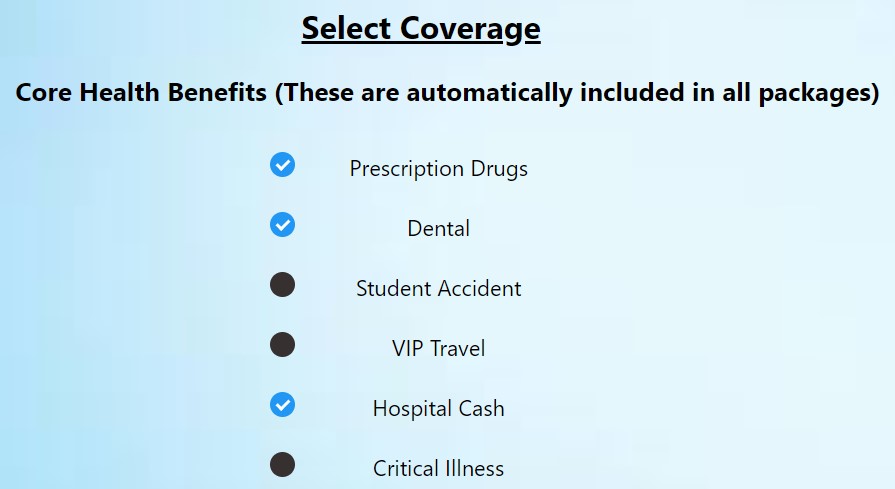 Select Coverage
Core Health Benefits (These are automatically included in all packages)
Prescription Drugs
Dental
Student Accident
VIP Travel
Hospital Cash
Critical Illness